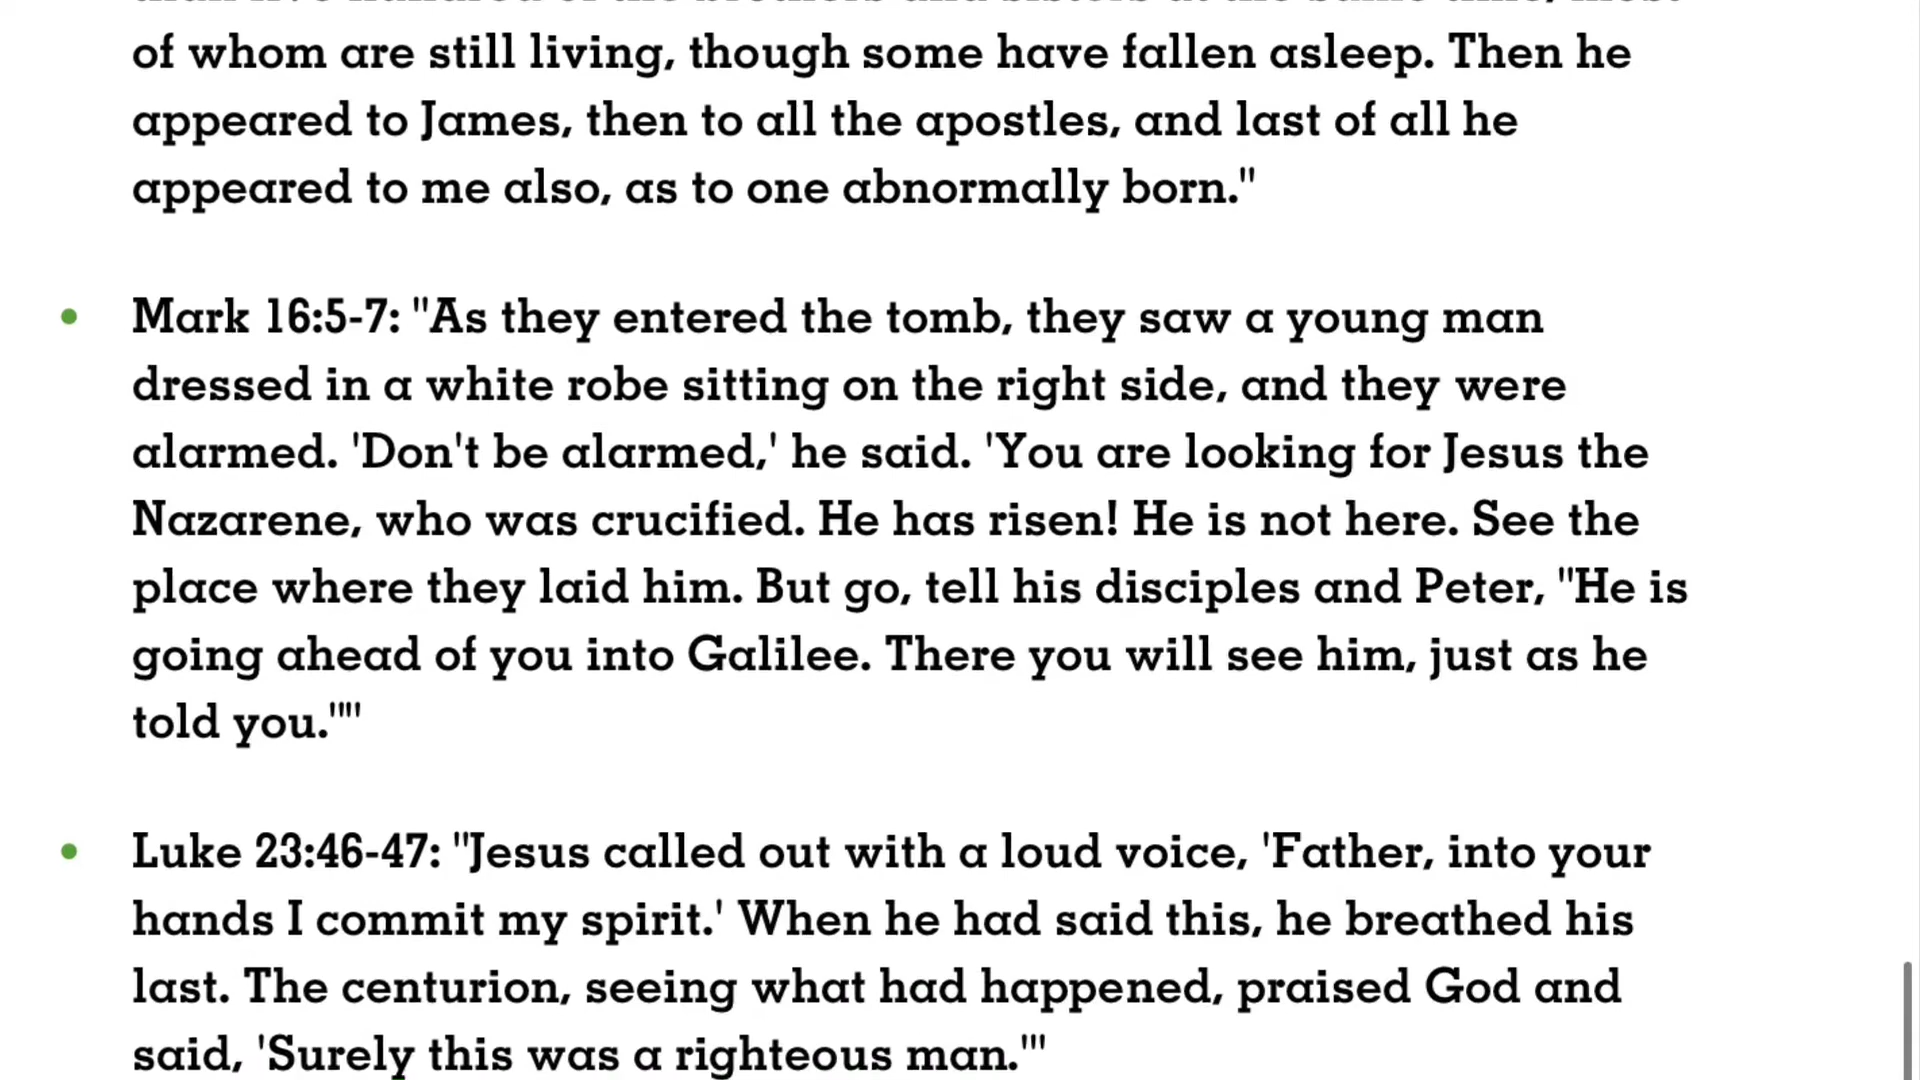 of whom are still living, though some have fallen asleep. Then he
appeared to James, then to all the apostles, and last of all he
appeared to me also, as to one abnormally born."
• Mark 16:5-7: "As they entered the tomb, they saw a young man
dressed in a white robe sitting on the right side, and they were
alarmed. 'Don't be alarmed,' he said. 'You are looking for Jesus the
Nazarene, who was crucified. He has risen! He is not here. See the
place where they laid him. But go, tell his disciples and Peter, "He is
going ahead of you into Galilee. There you will see him, just as he
told you.'""
• Luke 23:46-47: "Jesus called out with a loud voice, 'Father, into your
hands I commit my spirit.' When he had said this, he breathed his
last. The centurion, seeing what had happened, praised God and
said, 'Surely this was a righteous man.'"